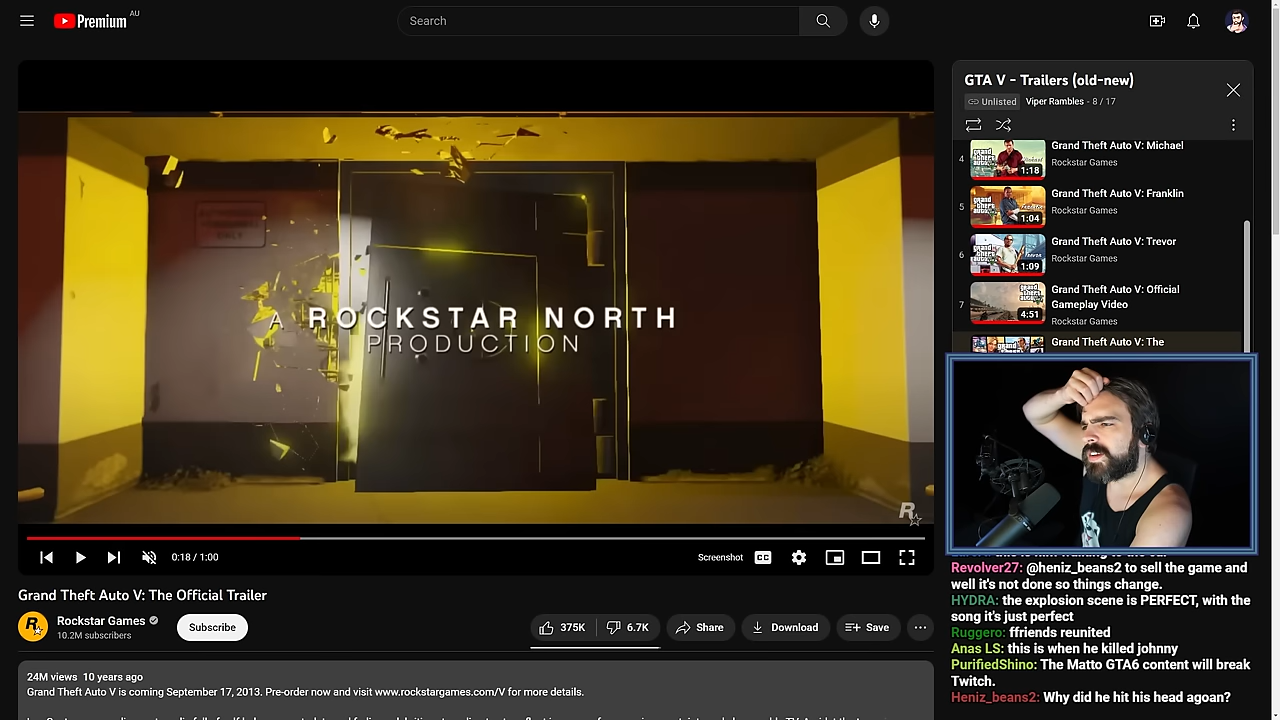 Premium AU
Search
A ROCKSTAR NORTH
PRODUCTION
0:18 / 1:00
Screenshot
CC
Grand Theft Auto V: The Official Trailer
Rockstar Games
10.2M subscribers
Subscribe
375K
6.7K
Share
Download
Save
24M views 10 years ago
Grand Theft Auto V is coming September 17, 2013. Pre-order now and visit www.rockstargames.com/V for more details.
GTA V - Trailers (old-new)
Unlisted Viper Rambles - 8 / 17
4
Grand Theft Auto V: Michael
Rockstar Games
1:18
5
Grand Theft Auto V: Franklin
Rockstar Games
1:04
6
Grand Theft Auto V: Trevor
Rockstar Games
1:09
7
Grand Theft Auto V: Official
Gameplay Video
Rockstar Games
4:51
Grand Theft Auto V: The
Revolver27: @heniz_beans2 to sell the game and
well it's not done so things change.
HYDRA: the explosion scene is PERFECT, with the
song it's just perfect
Ruggero: ffriends reunited
Anas LS: this is when he killed johnny
PurifiedShino: The Matto GTA6 content will break
Twitch.
Heniz_beans2: Why did he hit his head agoan?